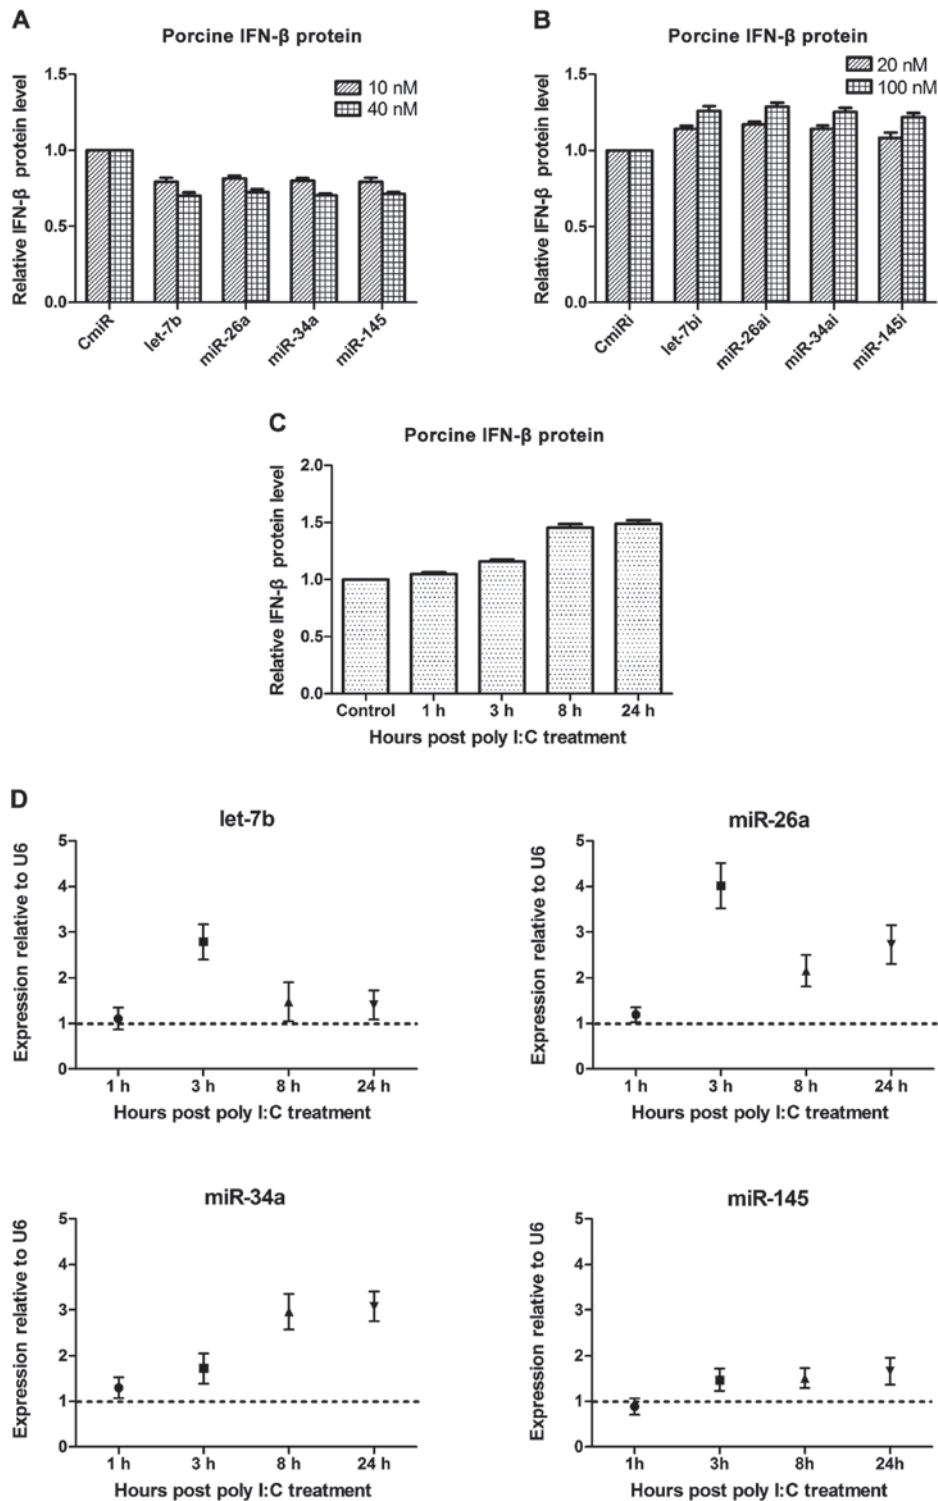 A
Porcine IFN-β protein
Relative IFN-β protein level
1.5
1.0
0.5
0.0
10 nM
40 nM
CmiR
let-7b
miR-26a
miR-34a
miR-145
B
Porcine IFN-β protein
Relative IFN-β protein level
1.5
1.0
0.5
0.0
20 nM
100 nM
CmiRi
let-7bi
miR-26ai
miR-34ai
miR-145i
C
Porcine IFN-β protein
Relative IFN-β protein level
2.0
1.5
1.0
0.5
0.0
Control 1 h 3 h 8 h 24 h
Hours post poly I:C treatment
D
let-7b
Expression relative to U6
5
4
3
2
1
0
1 h 3 h 8 h 24 h
Hours post poly I:C treatment
miR-26a
Expression relative to U6
5
4
3
2
1
0
1 h 3 h 8 h 24 h
Hours post poly I:C treatment
miR-34a
Expression relative to U6
5
4
3
2
1
0
1 h 3 h 8 h 24 h
Hours post poly I:C treatment
miR-145
Expression relative to U6
5
4
3
2
1
0
1h 3h 8h 24h
Hours post poly I:C treatment